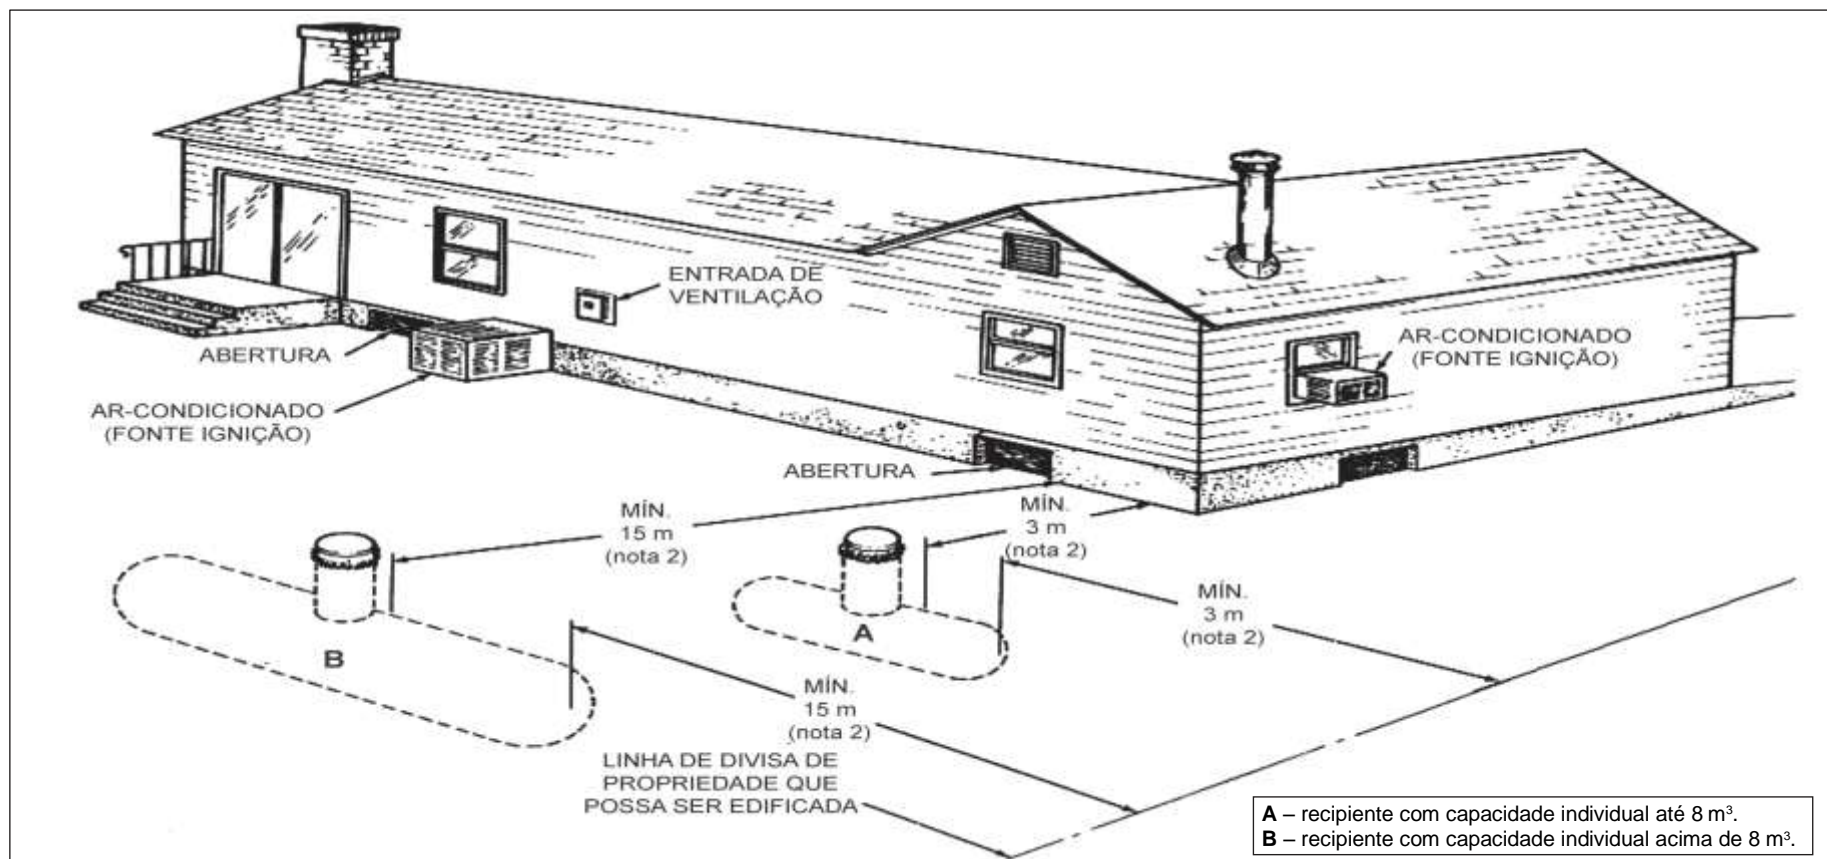 ENTRADA DE
VENTILAÇÃO
ABERTURA
AR-CONDICIONADO
(FONTE IGNIÇÃO)
AR-CONDICIONADO
(FONTE IGNIÇÃO)
ABERTURA
MÍN.
15 m
(nota 2)
MÍN.
3 m
(nota 2)
MÍN.
3 m
(nota 2)
A
B
MÍN.
15 m
(nota 2)
LINHA DE DIVISA DE
PROPRIEDADE QUE
POSSA SER EDIFICADA
A – recipiente com capacidade individual até 8 m³.
B – recipiente com capacidade individual acima de 8 m³.